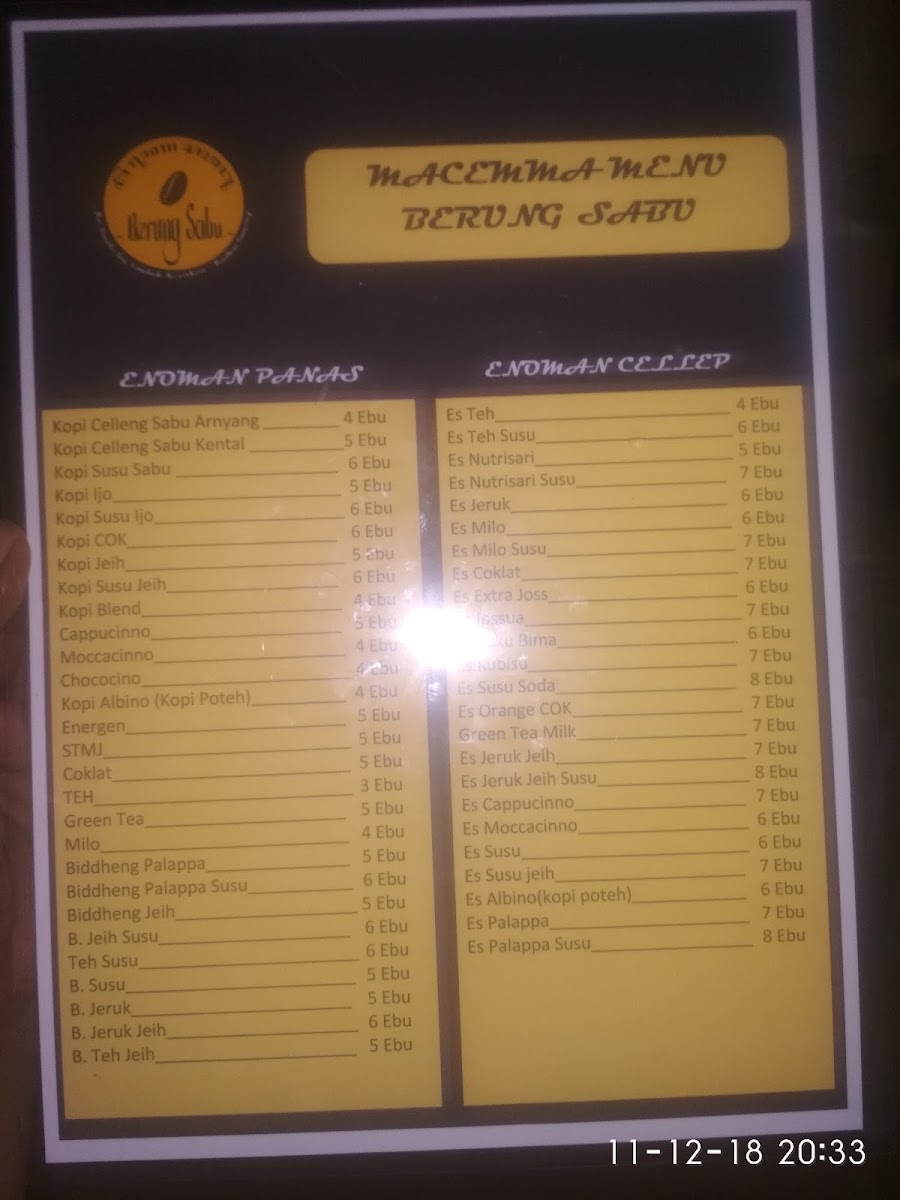 Berung Sabu
MACEMMA MENU
BERUNG SABU
ENOMAN PANAS
Kopi Celleng Sabu Arnyang 4 Ebu
Kopi Celleng Sabu Kental 5 Ebu
Kopi Susu Sabu 6 Ebu
Kopi Ijo 5 Ebu
Kopi Susu Ijo 6 Ebu
Kopi COK 6 Ebu
Kopi Jeih 5 Ebu
Kopi Susu Jeih 6 Ebu
Kopi Blend 4 Ebu
Cappucinno 5 Ebu
Moccacinno 4 Ebu
Chococino 4 Ebu
Kopi Albino (Kopi Poteh) 4 Ebu
Energen 5 Ebu
STMJ 5 Ebu
Coklat 5 Ebu
TEH 3 Ebu
Green Tea 5 Ebu
Milo 4 Ebu
Biddheng Palappa 5 Ebu
Biddheng Palappa Susu 6 Ebu
Biddheng Jeih 5 Ebu
B. Jeih Susu 6 Ebu
Teh Susu 6 Ebu
B. Susu 5 Ebu
B. Jeruk 5 Ebu
B. Jeruk Jeih 6 Ebu
B. Teh Jeih 5 Ebu
ENOMAN CELLEP
Es Teh 4 Ebu
Es Teh Susu 6 Ebu
Es Nutrisari 5 Ebu
Es Nutrisari Susu 7 Ebu
Es Jeruk 6 Ebu
Es Milo 6 Ebu
Es Milo Susu 7 Ebu
Es Coklat 7 Ebu
Es Extra Joss 6 Ebu
Jossua 7 Ebu
Bima 6 Ebu
Kubisu 7 Ebu
Es Susu Soda 8 Ebu
Es Orange COK 7 Ebu
Green Tea Milk 7 Ebu
Es Jeruk Jeih 7 Ebu
Es Jeruk Jeih Susu 8 Ebu
Es Cappucinno 7 Ebu
Es Moccacinno 6 Ebu
Es Susu 6 Ebu
Es Susu jeih 7 Ebu
Es Albino(kopi poteh) 6 Ebu
Es Palappa 7 Ebu
Es Palappa Susu 8 Ebu
11-12-18 20:33